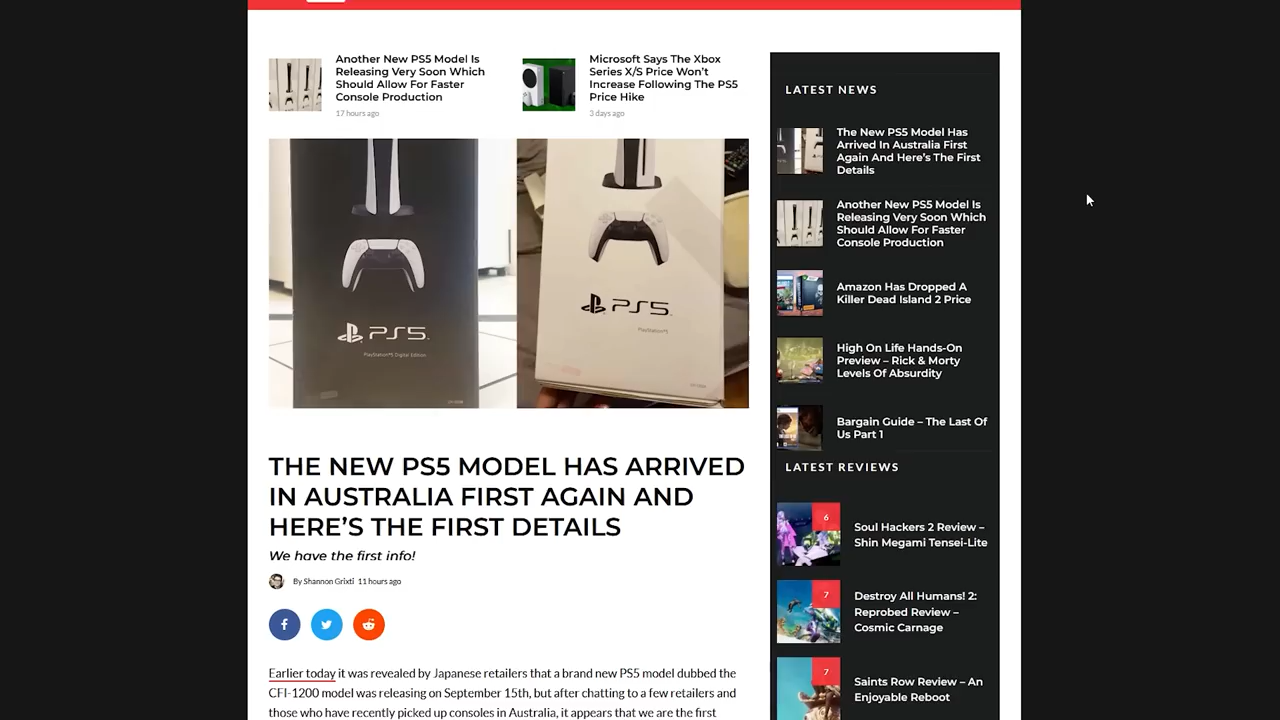 Another New PS5 Model Is
Releasing Very Soon Which
Should Allow For Faster
Console Production
17 hours ago
Microsoft Says The Xbox
Series X/S Price Won't
Increase Following The PS5
Price Hike
3 days ago
PS5
PlayStation®5 Digital Edition
PS5
PlayStation®5
THE NEW PS5 MODEL HAS ARRIVED
IN AUSTRALIA FIRST AGAIN AND
HERE'S THE FIRST DETAILS
We have the first info!
By Shannon Grixti 11 hours ago
Earlier today it was revealed by Japanese retailers that a brand new PS5 model dubbed the
CFI-1200 model was releasing on September 15th, but after chatting to a few retailers and
those who have recently picked up consoles in Australia, it appears that we are the first
LATEST NEWS
The New PS5 Model Has
Arrived In Australia First
Again And Here's The First
Details
Another New PS5 Model Is
Releasing Very Soon Which
Should Allow For Faster
Console Production
Amazon Has Dropped A
Killer Dead Island 2 Price
High On Life Hands-On
Preview – Rick & Morty
Levels Of Absurdity
Bargain Guide – The Last Of
Us Part 1
LATEST REVIEWS
6
Soul Hackers 2 Review –
Shin Megami Tensei-Lite
7
Destroy All Humans! 2:
Reprobed Review –
Cosmic Carnage
7
Saints Row Review – An
Enjoyable Reboot